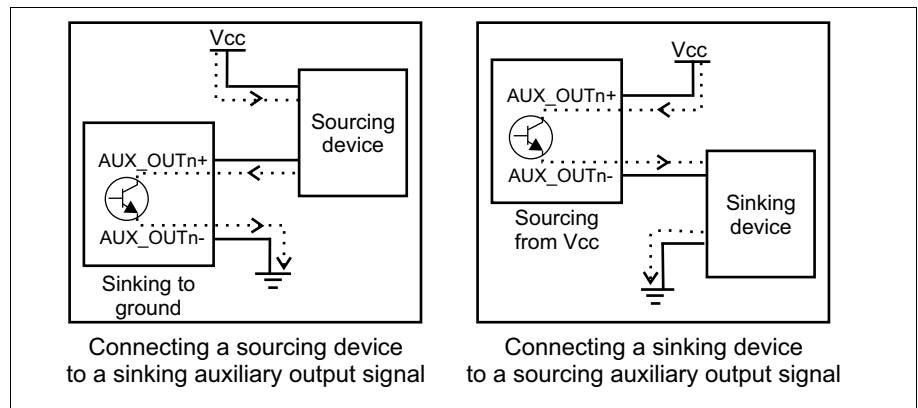 Vcc
Sourcing
device
AUX_OUTn+
AUX_OUTn-
Sinking to
ground
Connecting a sourcing device
to a sinking auxiliary output signal
Vcc
AUX_OUTn+
AUX_OUTn-
Sourcing
from Vcc
Sinking
device
Connecting a sinking device
to a sourcing auxiliary output signal